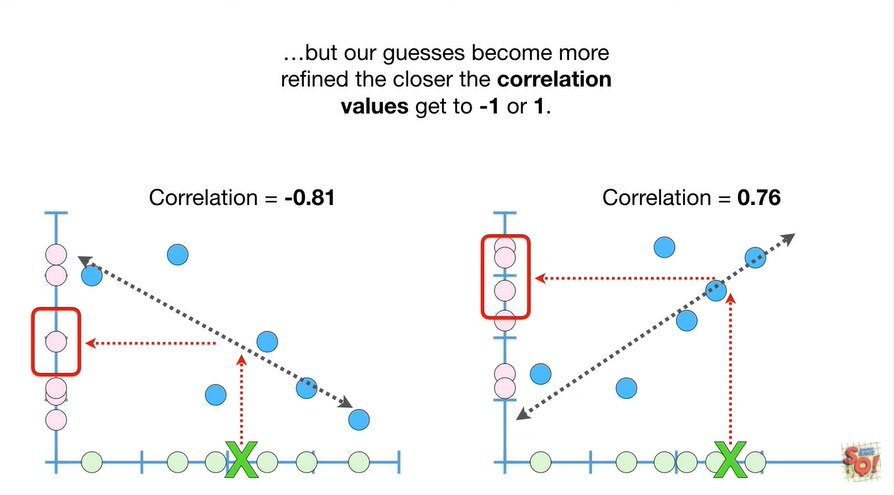 …but our guesses become more
refined the closer the correlation
values get to -1 or 1.
Correlation = -0.81
Correlation = 0.76
X
X
SQ!